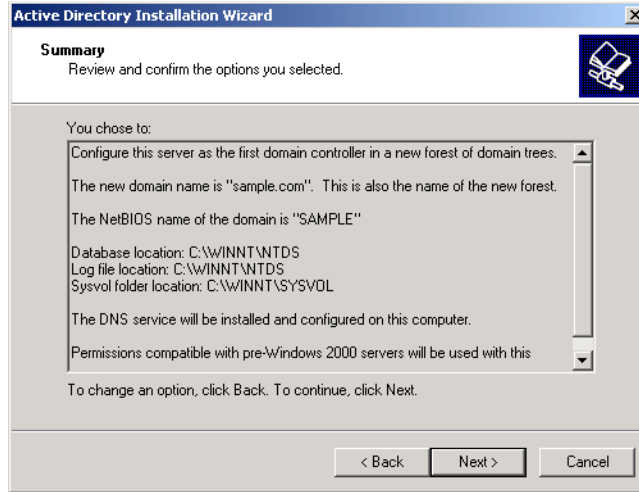 Active Directory Installation Wizard
Summary
Review and confirm the options you selected.
You chose to:
Configure this server as the first domain controller in a new forest of domain trees.
The new domain name is "sample.com".  This is also the name of the new forest.
The NetBIOS name of the domain is "SAMPLE"
Database location: C:\WINNT\NTDS
Log file location: C:\WINNT\NTDS
Sysvol folder location: C:\WINNT\SYSVOL
The DNS service will be installed and configured on this computer.
Permissions compatible with pre-Windows 2000 servers will be used with this
To change an option, click Back. To continue, click Next.
< Back Next > Cancel